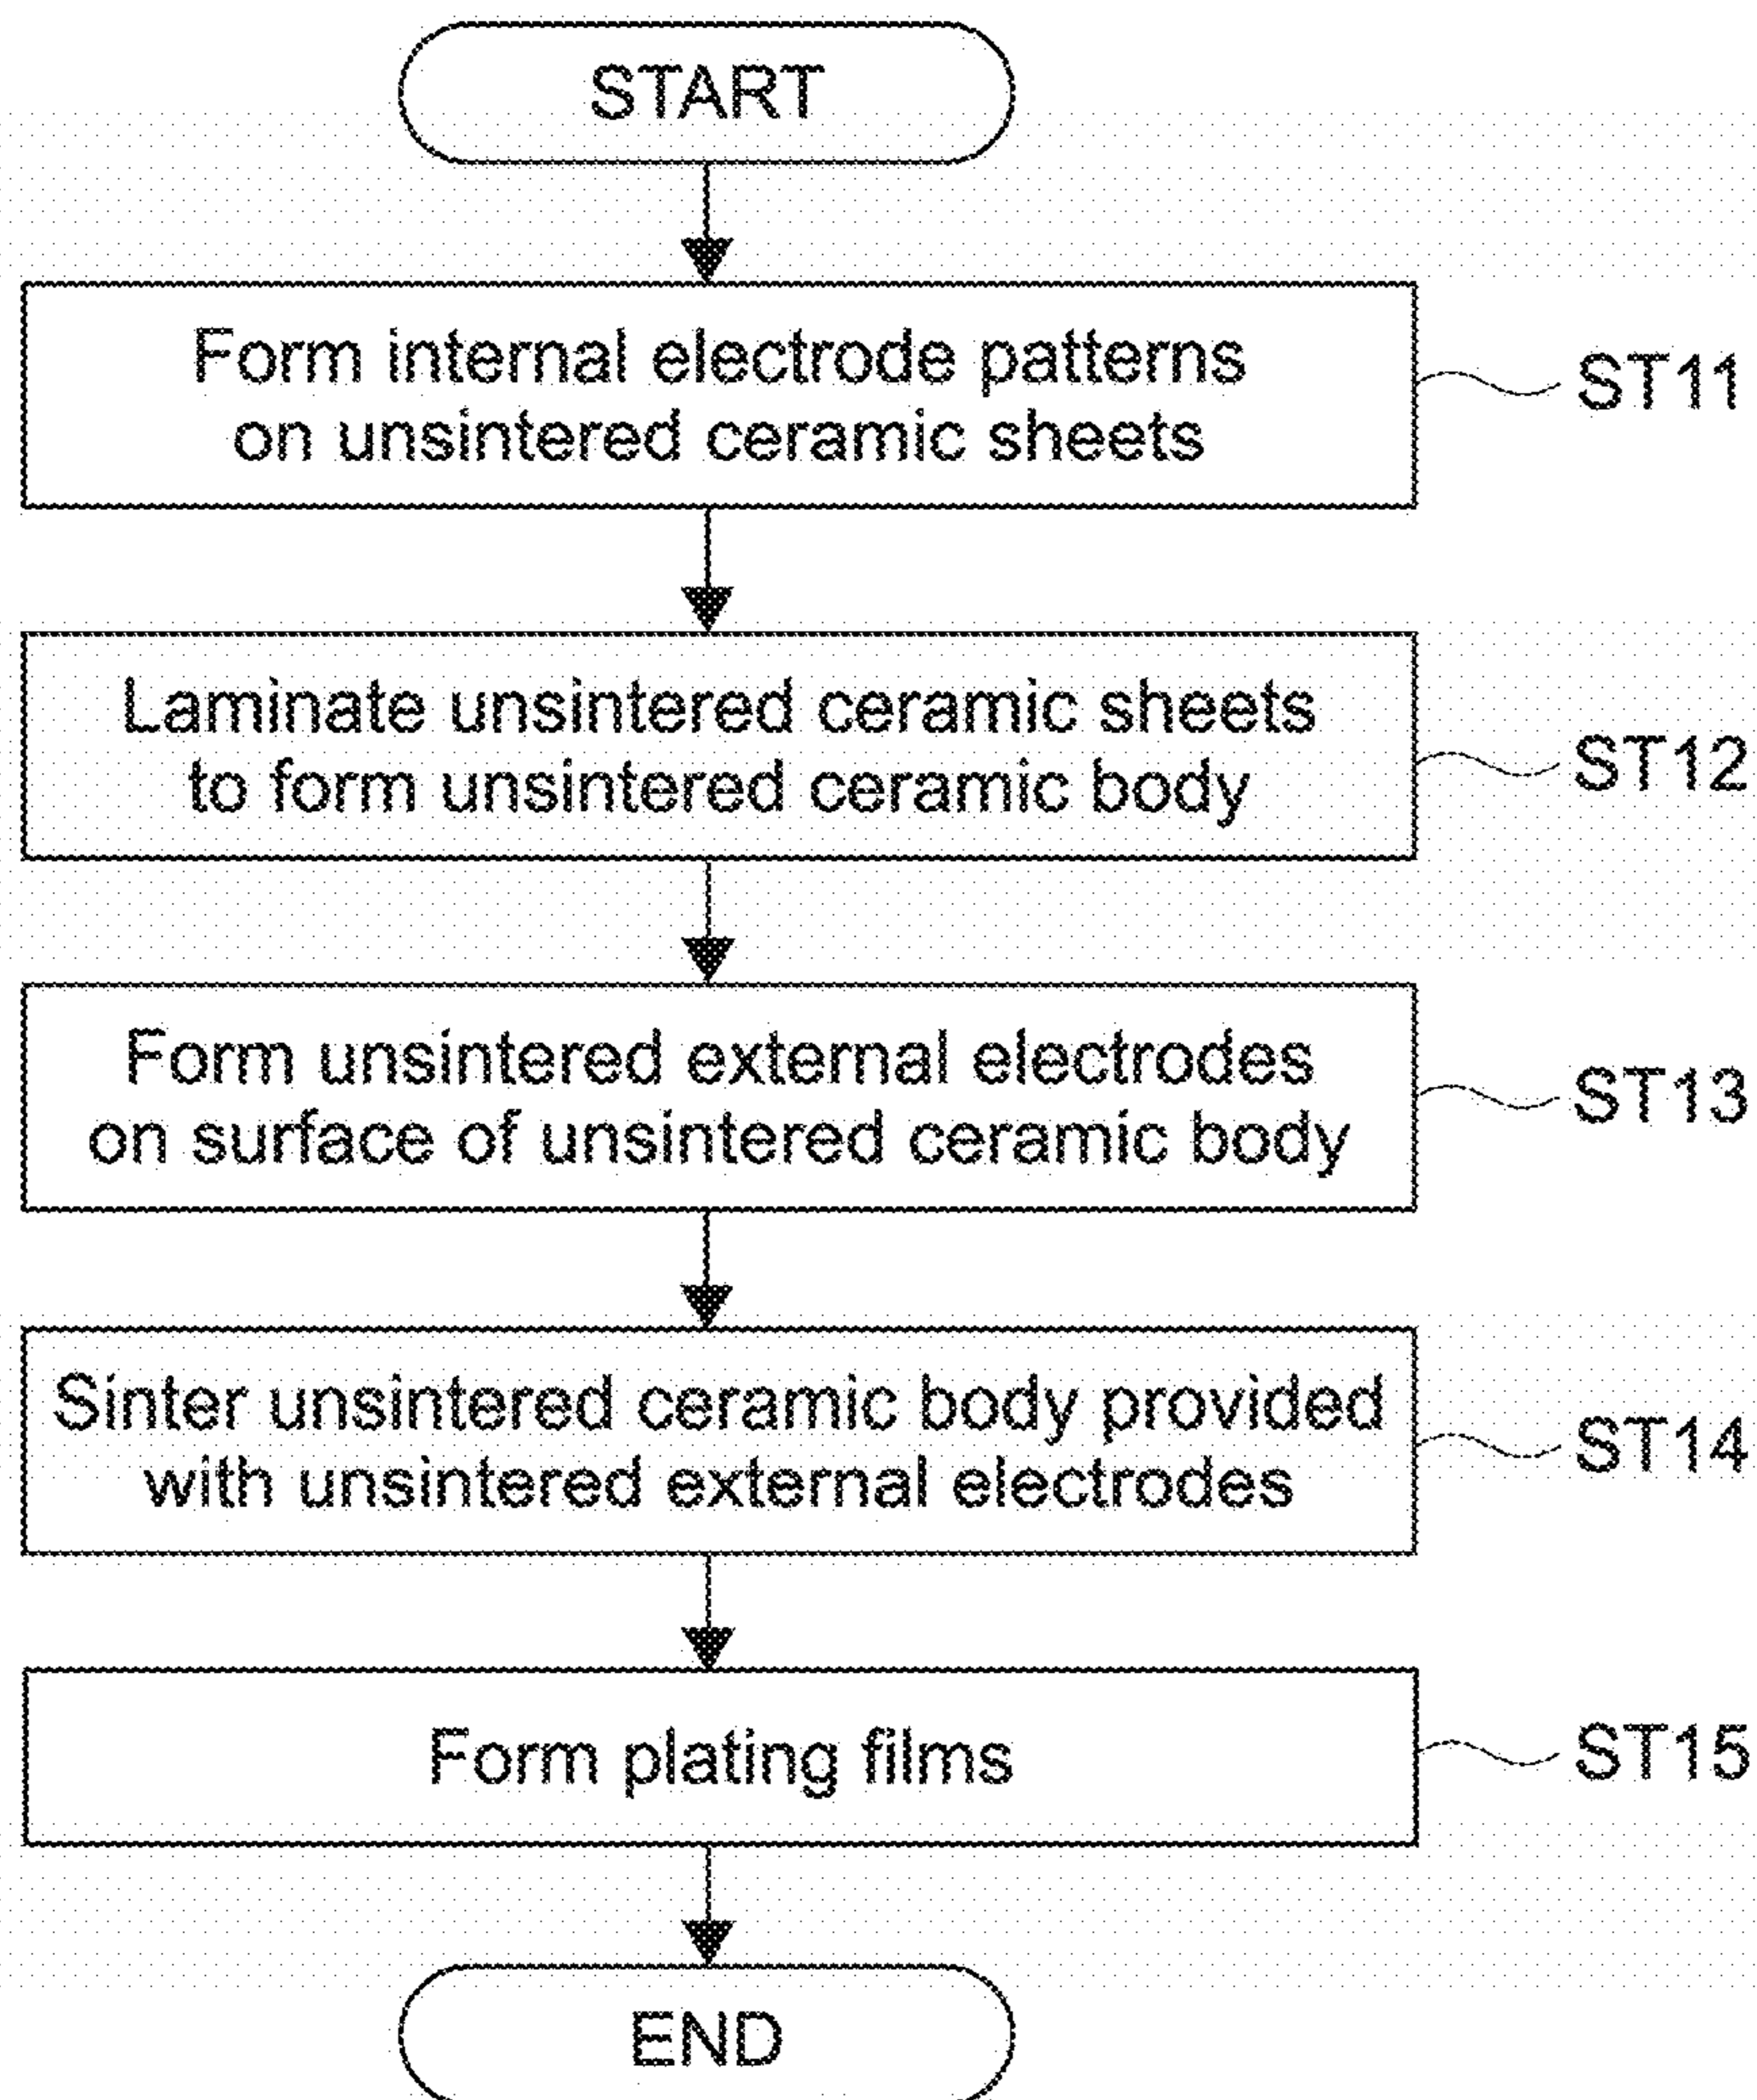 START
Form internal electrode patterns
on unsintered ceramic sheets
ST11
Laminate unsintered ceramic sheets
to form unsintered ceramic body
ST12
Form unsintered external electrodes
on surface of unsintered ceramic body
ST13
Sinter unsintered ceramic body provided
with unsintered external electrodes
ST14
Form plating films
ST15
END